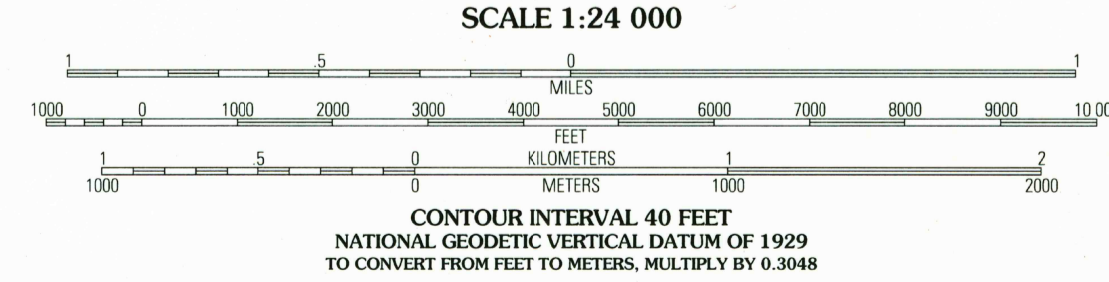 SCALE 1:24 000
1 .5 0 1
MILES
1000 0 1000 2000 3000 4000 5000 6000 7000 8000 9000 10 00
FEET
1 .5 0 KILOMETERS 1 2
1000 0 METERS 1000 2000
CONTOUR INTERVAL 40 FEET
NATIONAL GEODETIC VERTICAL DATUM OF 1929
TO CONVERT FROM FEET TO METERS, MULTIPLY BY 0.3048